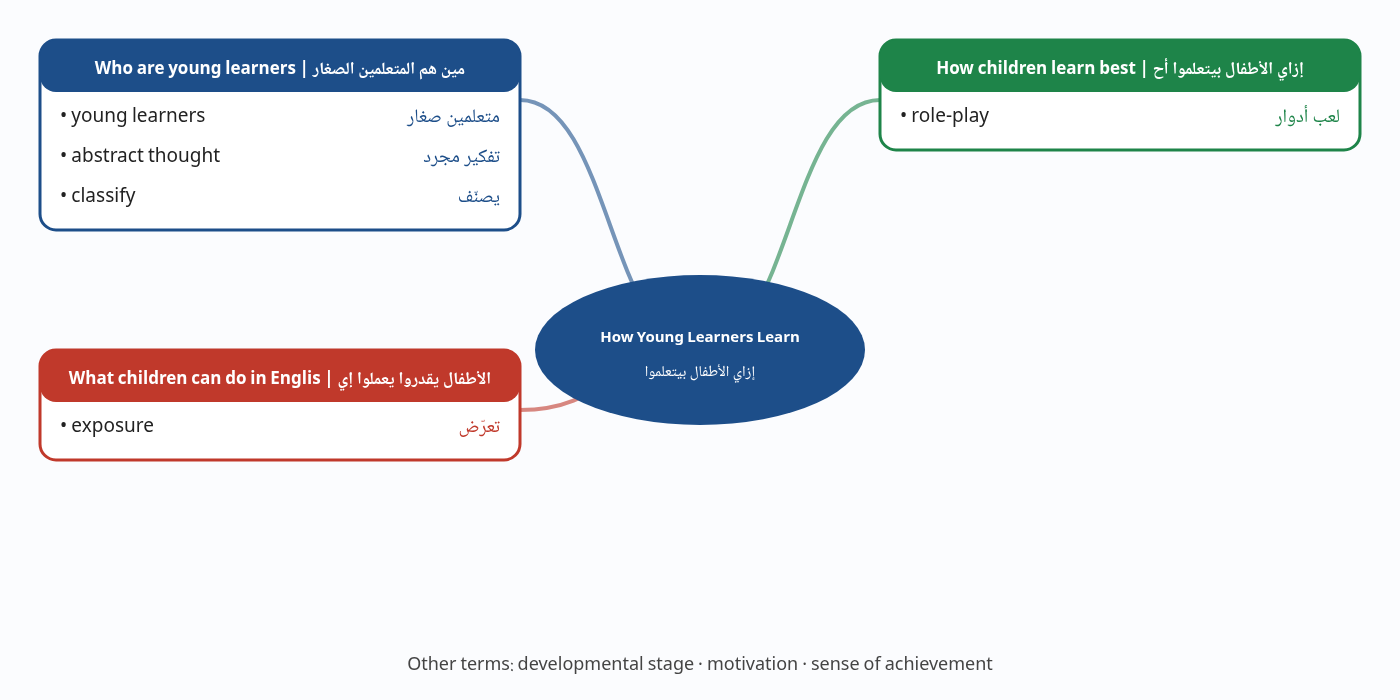 Who are young learners | مين هم المتعلمين الصغار
• young learners متعلمين صغار
• abstract thought تفكير مجرد
• classify يصنّف
How children learn best | إزاي الأطفال بيتعلموا أح
• role-play لعب أدوار
How Young Learners Learn
إزاي الأطفال بيتعلموا
What children can do in Englis | الأطفال يقدروا يعملوا إي
• exposure تعرّض
Other terms: developmental stage · motivation · sense of achievement